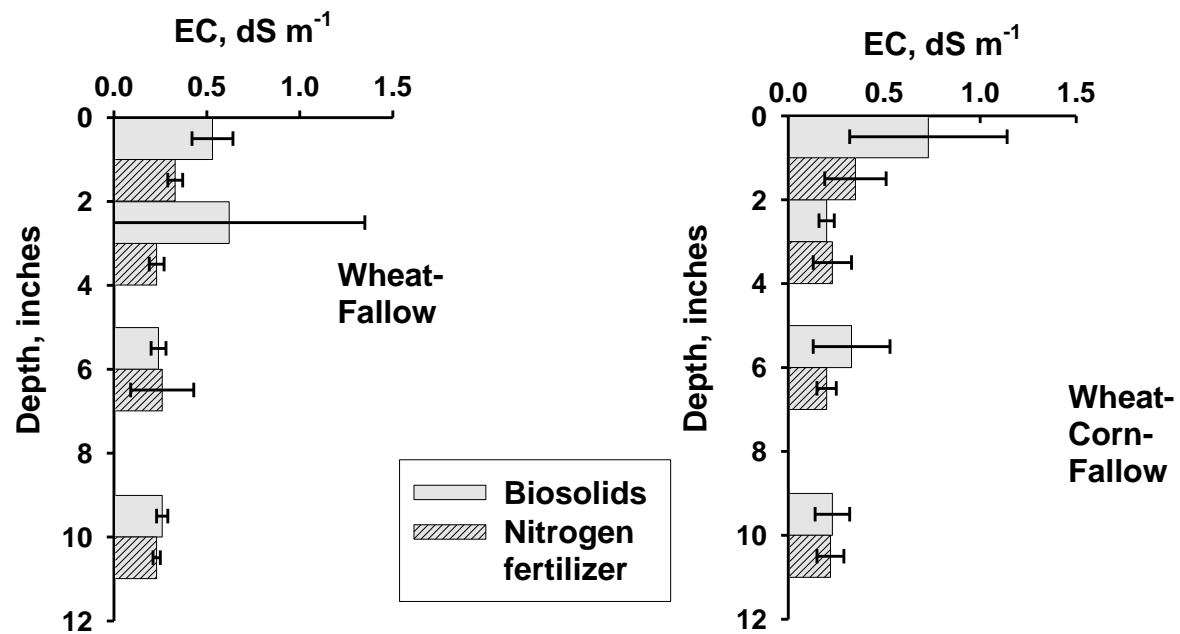 EC, dS m⁻¹
0.0 0.5 1.0 1.5
0
2
4
6
8
10
12
Depth, inches
Wheat-
Fallow
Biosolids
Nitrogen
fertilizer
EC, dS m⁻¹
0.0 0.5 1.0 1.5
0
2
4
6
8
10
12
Depth, inches
Wheat-
Corn-
Fallow